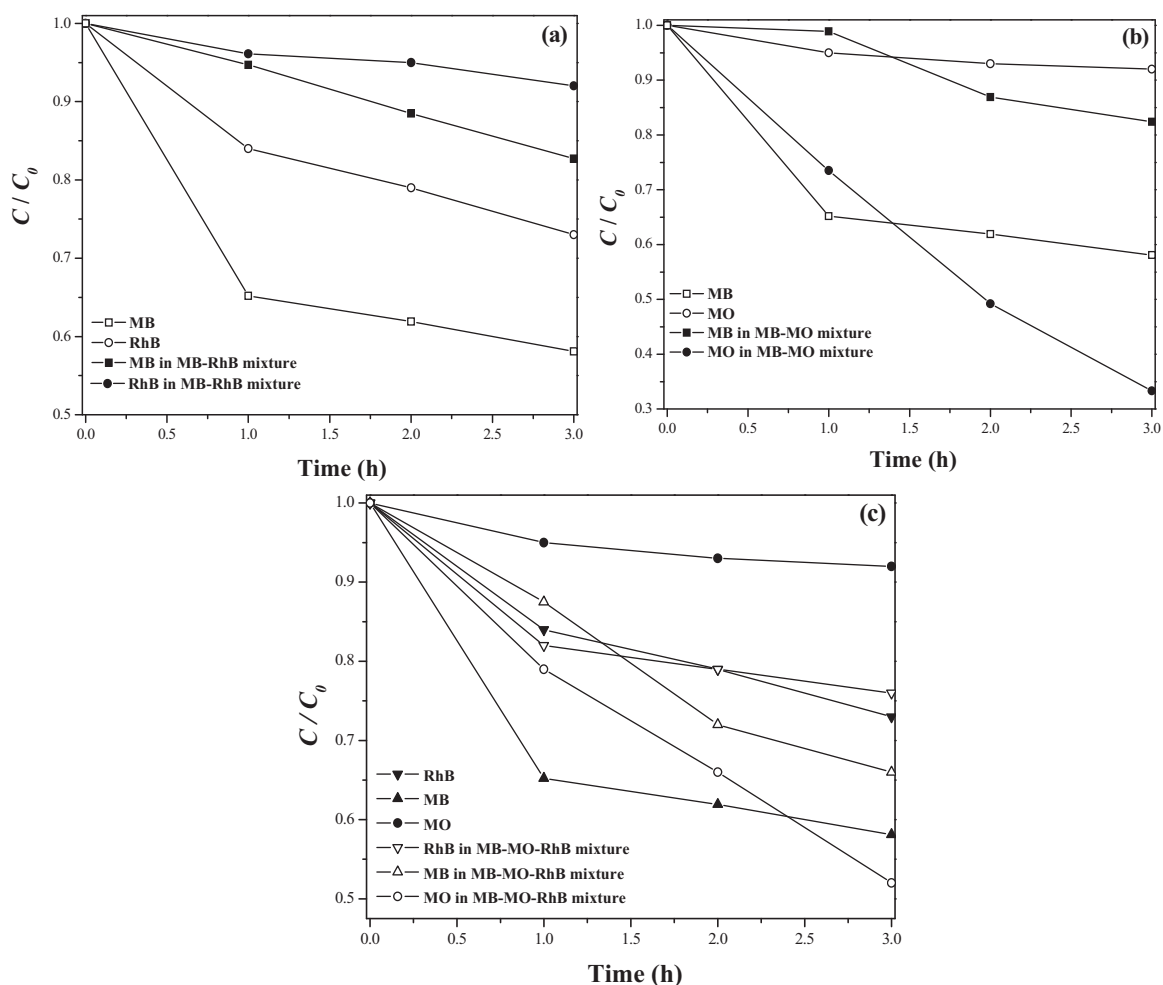 (a)
1.0
0.9
0.8
0.7
0.6
0.5
C / C0
MB
RhB
MB in MB-RhB mixture
RhB in MB-RhB mixture
0.0 0.5 1.0 1.5 2.0 2.5 3.0
Time (h)
(b)
1.0
0.9
0.8
0.7
0.6
0.5
0.4
0.3
C / C0
MB
MO
MB in MB-MO mixture
MO in MB-MO mixture
0.0 0.5 1.0 1.5 2.0 2.5 3.0
Time (h)
(c)
1.0
0.9
0.8
0.7
0.6
0.5
C / C0
RhB
MB
MO
RhB in MB-MO-RhB mixture
MB in MB-MO-RhB mixture
MO in MB-MO-RhB mixture
0.0 0.5 1.0 1.5 2.0 2.5 3.0
Time (h)